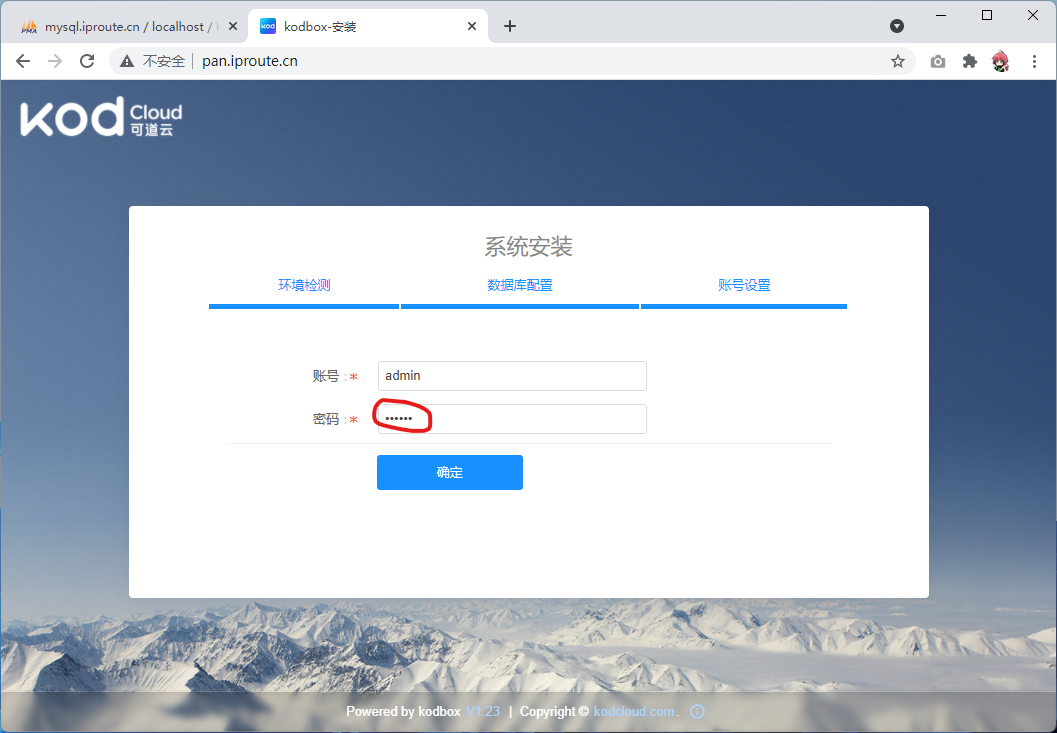 mysql.iproute.cn / localhost /
kodbox-安装
不安全
pan.iproute.cn
kod Cloud
可道云
系统安装
环境检测
数据库配置
账号设置
账号 :*
admin
密码 :*
••••••
确定
Powered by kodbox V1.23 | Copyright © kodcloud.com.